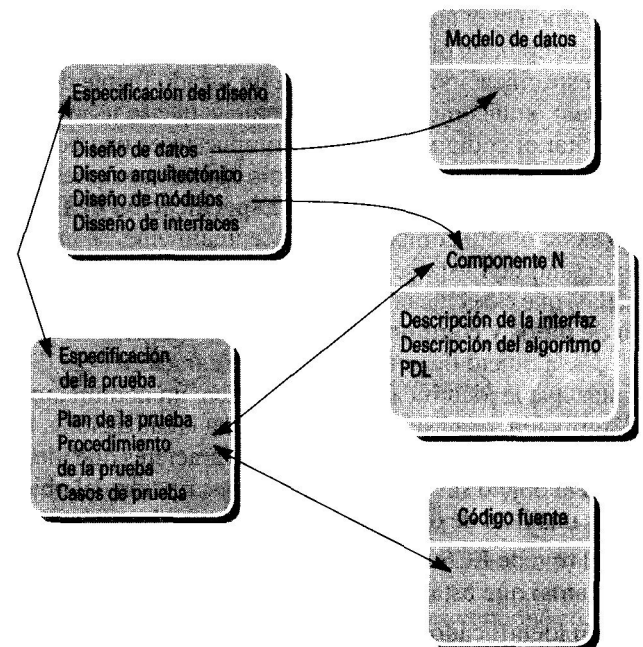 Modelo de datos
Especificación del diseño
Diseño de datos
Diseño arquitectónico
Diseño de módulos
Disseño de interfaces
Componente N
Descripción de la interfaz
Descripción del algoritmo
PDL
Especificación
de la prueba
Plan de la prueba
Procedimiento
de la prueba
Casos de prueba
Código fuente